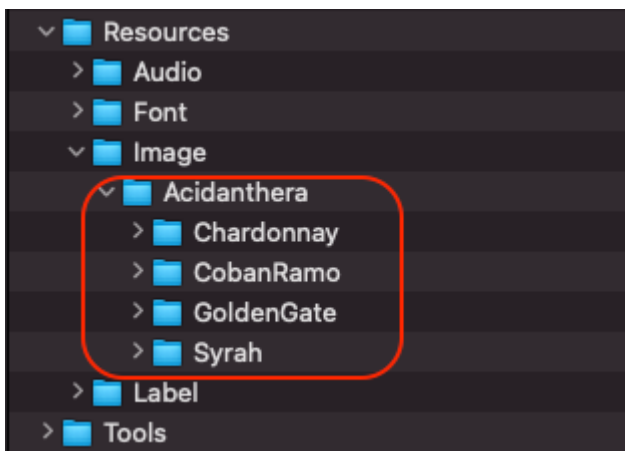 Resources
Audio
Font
Image
Acidanthera
Chardonnay
CobanRamo
GoldenGate
Syrah
Label
Tools